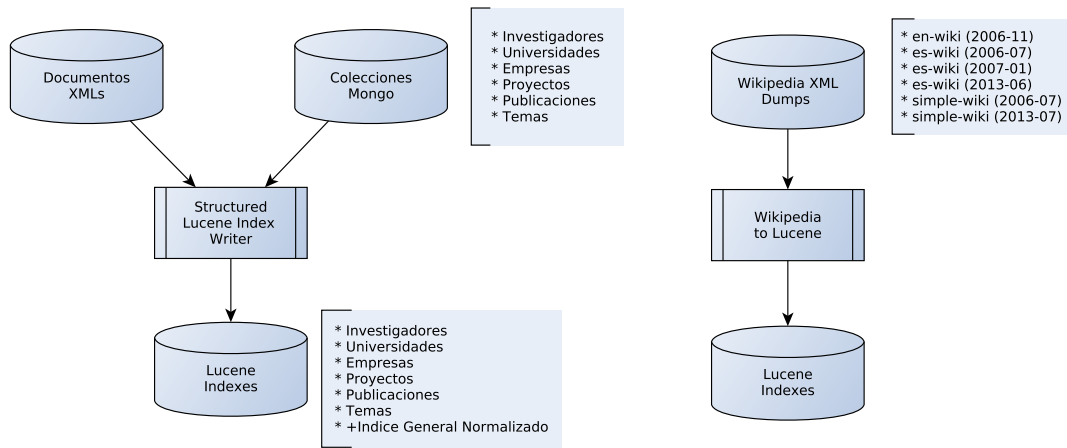 Documentos
XMLs
Colecciones
Mongo
* Investigadores
* Universidades
* Empresas
* Proyectos
* Publicaciones
* Temas
Structured
Lucene Index
Writer
Lucene
Indexes
* Investigadores
* Universidades
* Empresas
* Proyectos
* Publicaciones
* Temas
* +Indice General Normalizado
Wikipedia XML
Dumps
* en-wiki (2006-11)
* es-wiki (2006-07)
* es-wiki (2007-01)
* es-wiki (2013-06)
* simple-wiki (2006-07)
* simple-wiki (2013-07)
Wikipedia
to Lucene
Lucene
Indexes